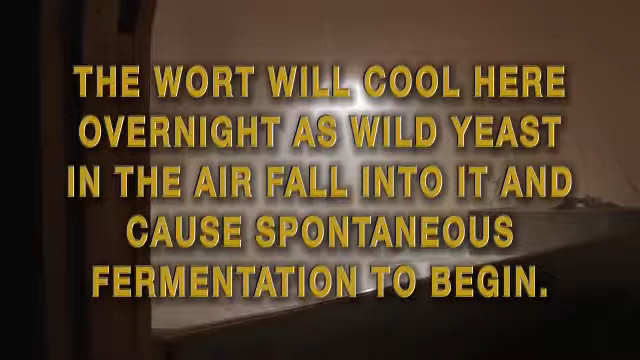 THE WORT WILL COOL HERE
OVERNIGHT AS WILD YEAST
IN THE AIR FALL INTO IT AND
CAUSE SPONTANEOUS
FERMENTATION TO BEGIN.